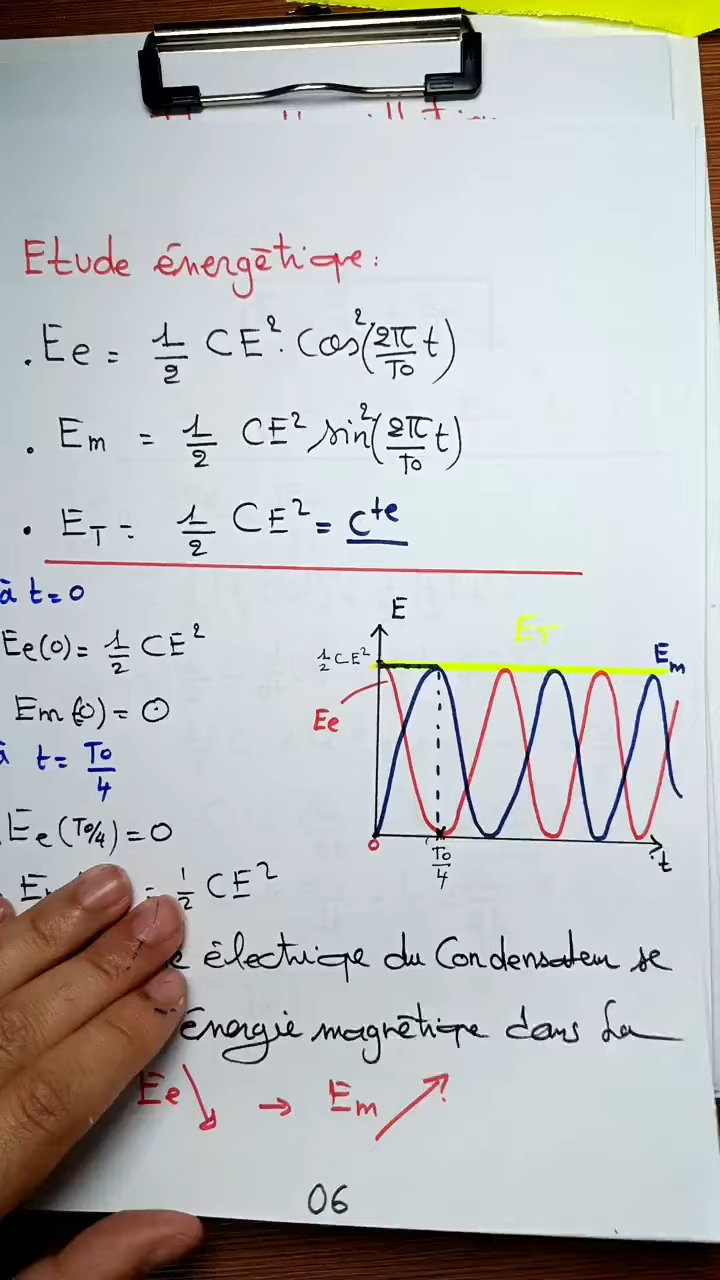 Etude énergètique:
. Ee = 1/2 CE². cos²(2π/T0 t)
. Em = 1/2 CE² sin²(2π/T0 t)
. ET = 1/2 CE² = Cte
à t=0
Ee(0) = 1/2 CE²
Em(0) = 0
à t = T0/4
Ee(T0/4) = 0
= 1/2 CE²
E
ET
1/2 CE²
Em
Ee
0
T0/4
t
électrique du Condensateur se
énergie magnétique dans La
Ee ↘ → Em ↗
06